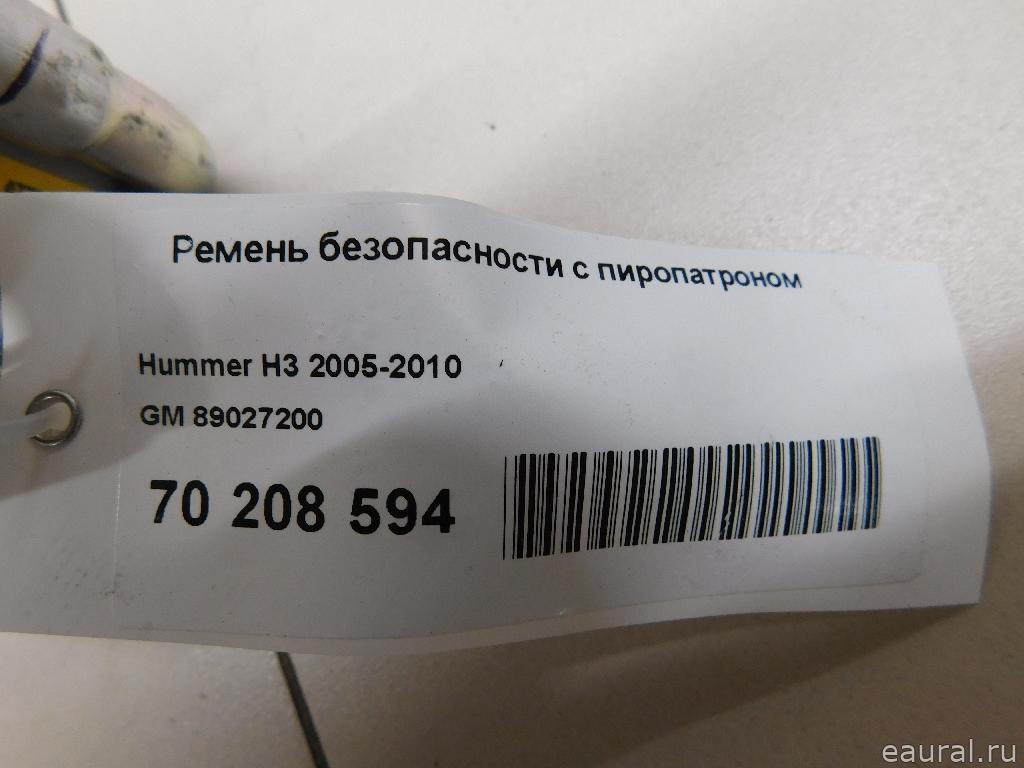 Ремень безопасности с пиропатроном
Hummer H3 2005-2010
GM 89027200
70 208 594
eaural.ru